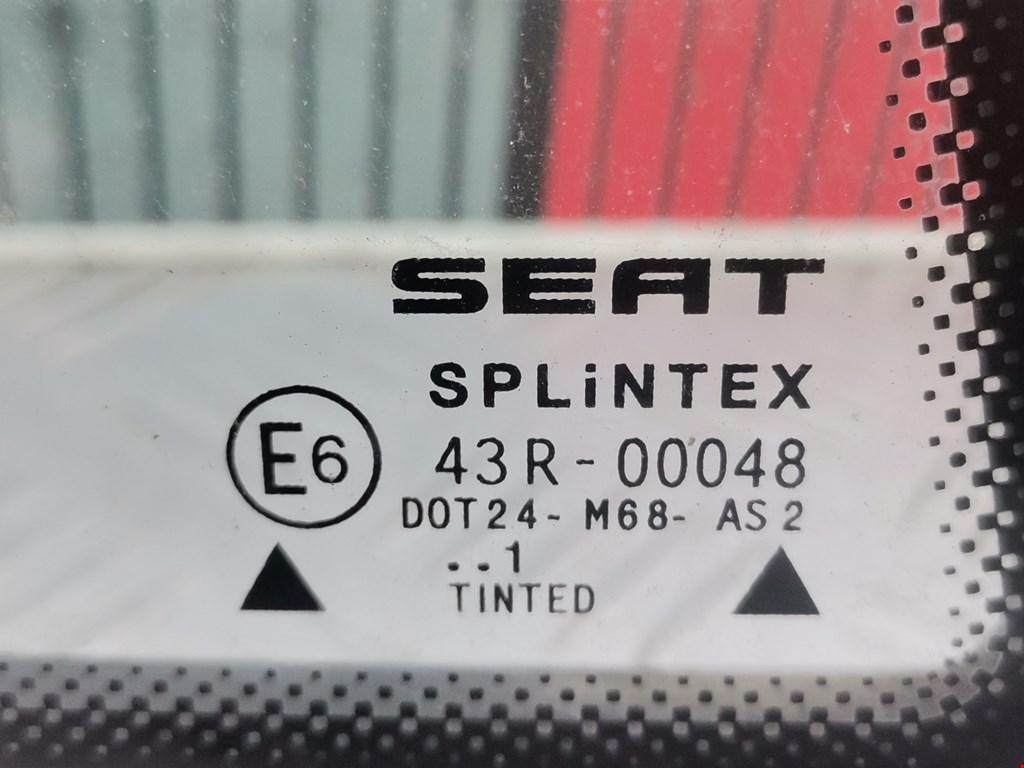 SEAT
SPLiNTEX
E6
43R-00048
DOT24- M68- AS2
..1
TINTED